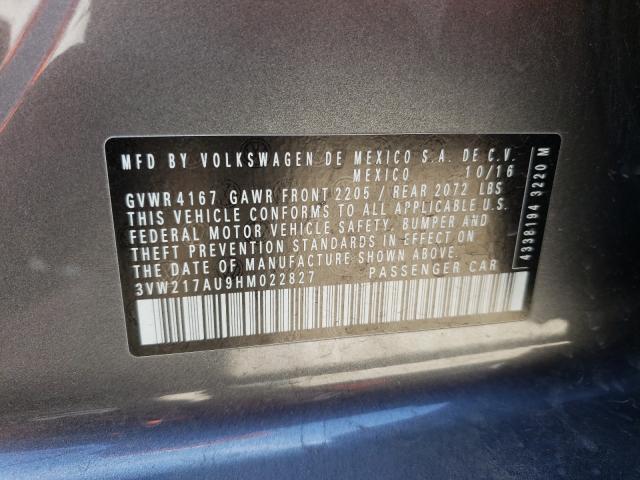 MFD BY VOLKSWAGEN DE MEXICO S.A. DE C.V.
MEXICO 10/16
GVWR 4167 GAWR FRONT 2205 / REAR 2072 LBS
THIS VEHICLE CONFORMS TO ALL APPLICABLE U.S.
FEDERAL MOTOR VEHICLE SAFETY, BUMPER AND
THEFT PREVENTION STANDARDS IN EFFECT ON
THE DATE OF MANUFACTURE SHOWN ABOVE.
3VW217AU9HM022827 PASSENGER CAR
4338194 3220 M